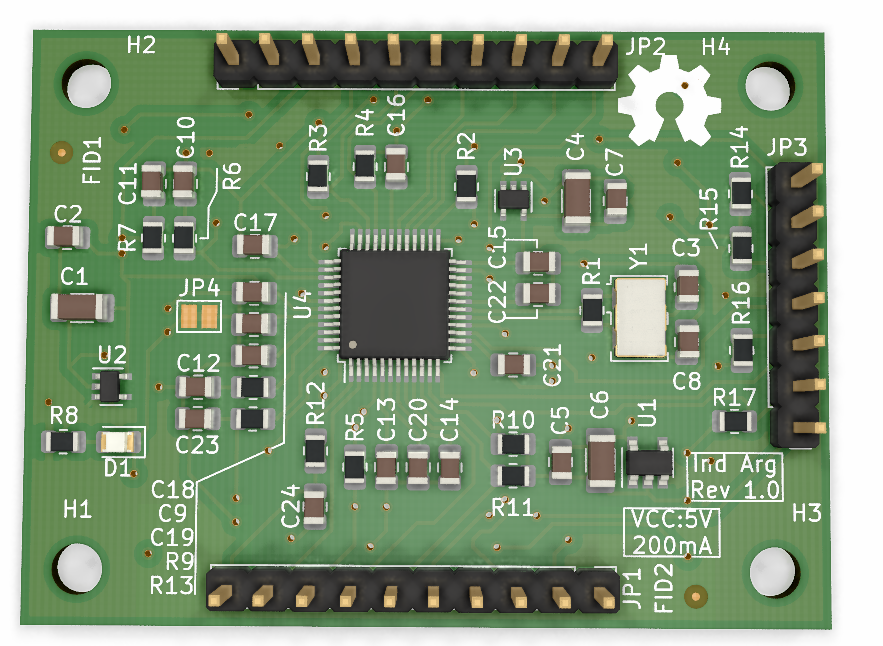 H2
JP2
H4
FID1
C11
C10
R6
R3
R4
C16
R2
U3
C4
C7
R14
JP3
C2
R7
C17
C15
R15
C1
JP4
U4
C22
R1
Y1
C3
R16
U2
C12
C21
C8
R8
D1
C23
R12
R5
C13
C20
C14
R10
C5
C6
U1
R17
R11
Ind Arg
Rev 1.0
C18
C9
C19
R9
R13
H1
C24
VCC:5V
200mA
H3
JP1
FID2